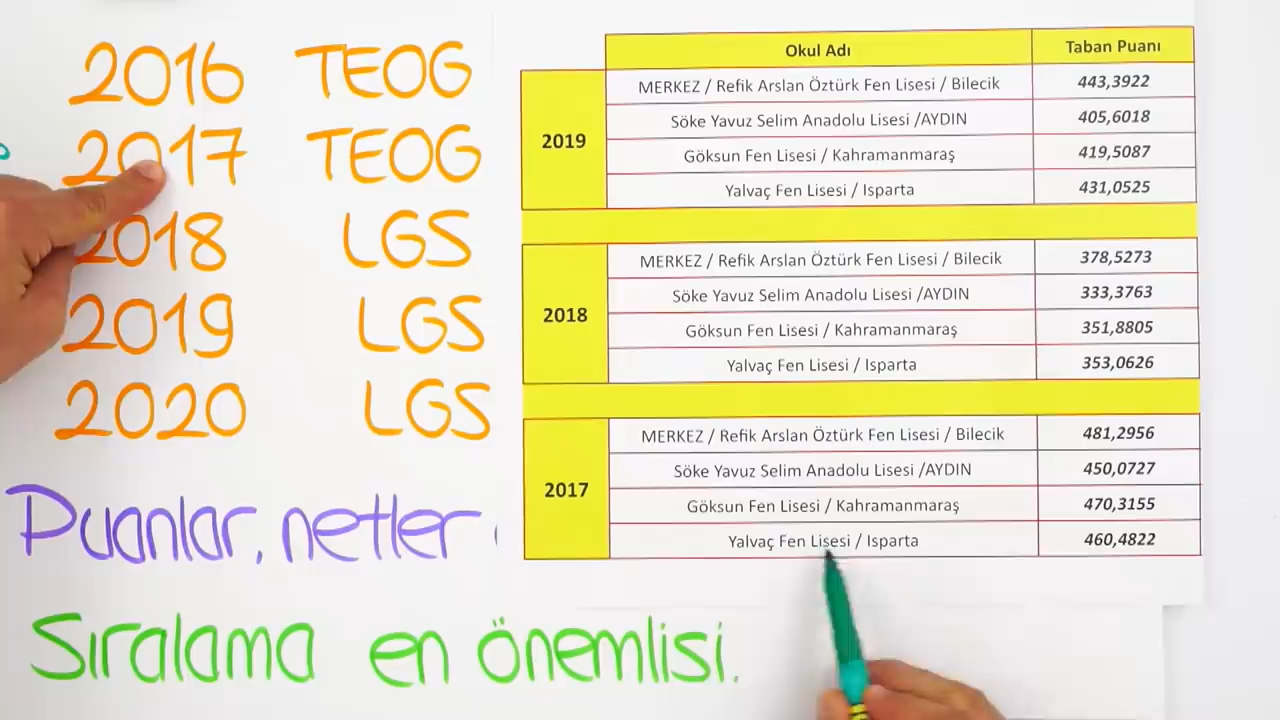 2016 TEOG
2017 TEOG
2018 LGS
2019 LGS
2020 LGS
Puanlar, netler
Sıralama en önemlisi.
Okul Adı Taban Puanı
2019
MERKEZ / Refik Arslan Öztürk Fen Lisesi / Bilecik 443,3922
Söke Yavuz Selim Anadolu Lisesi /AYDIN 405,6018
Göksun Fen Lisesi / Kahramanmaraş 419,5087
Yalvaç Fen Lisesi / Isparta 431,0525
2018
MERKEZ / Refik Arslan Öztürk Fen Lisesi / Bilecik 378,5273
Söke Yavuz Selim Anadolu Lisesi /AYDIN 333,3763
Göksun Fen Lisesi / Kahramanmaraş 351,8805
Yalvaç Fen Lisesi / Isparta 353,0626
2017
MERKEZ / Refik Arslan Öztürk Fen Lisesi / Bilecik 481,2956
Söke Yavuz Selim Anadolu Lisesi /AYDIN 450,0727
Göksun Fen Lisesi / Kahramanmaraş 470,3155
Yalvaç Fen Lisesi / Isparta 460,4822